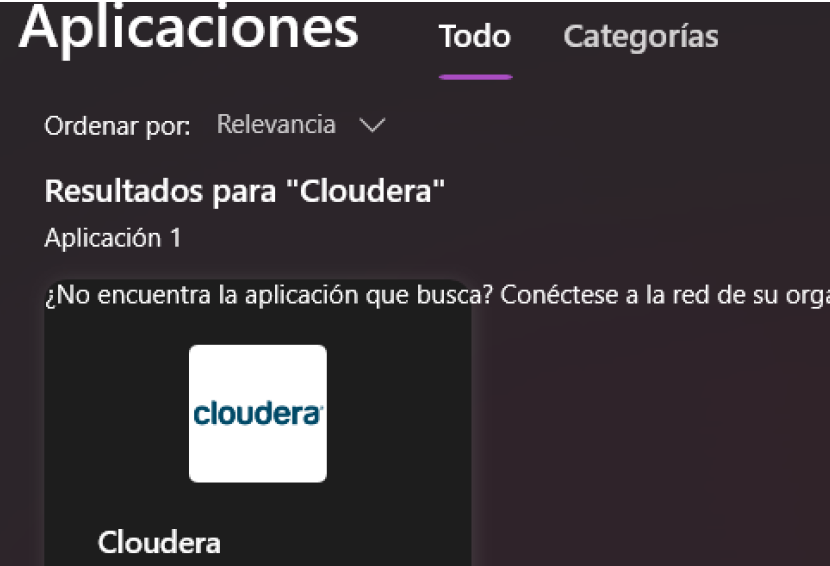 Aplicaciones
Todo
Categorías
Ordenar por: Relevancia
Resultados para "Cloudera"
Aplicación 1
¿No encuentra la aplicación que busca? Conéctese a la red de su
cloudera
Cloudera